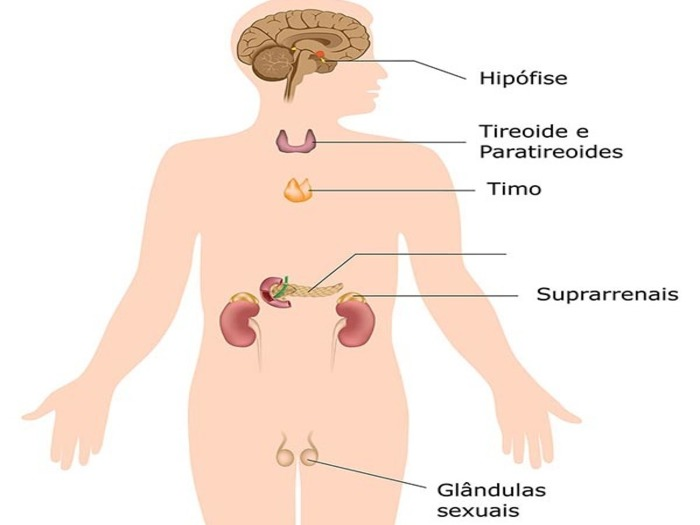 Hipófise
Tireoide e
Paratireoides
Timo
Suprarrenais
Glândulas
sexuais